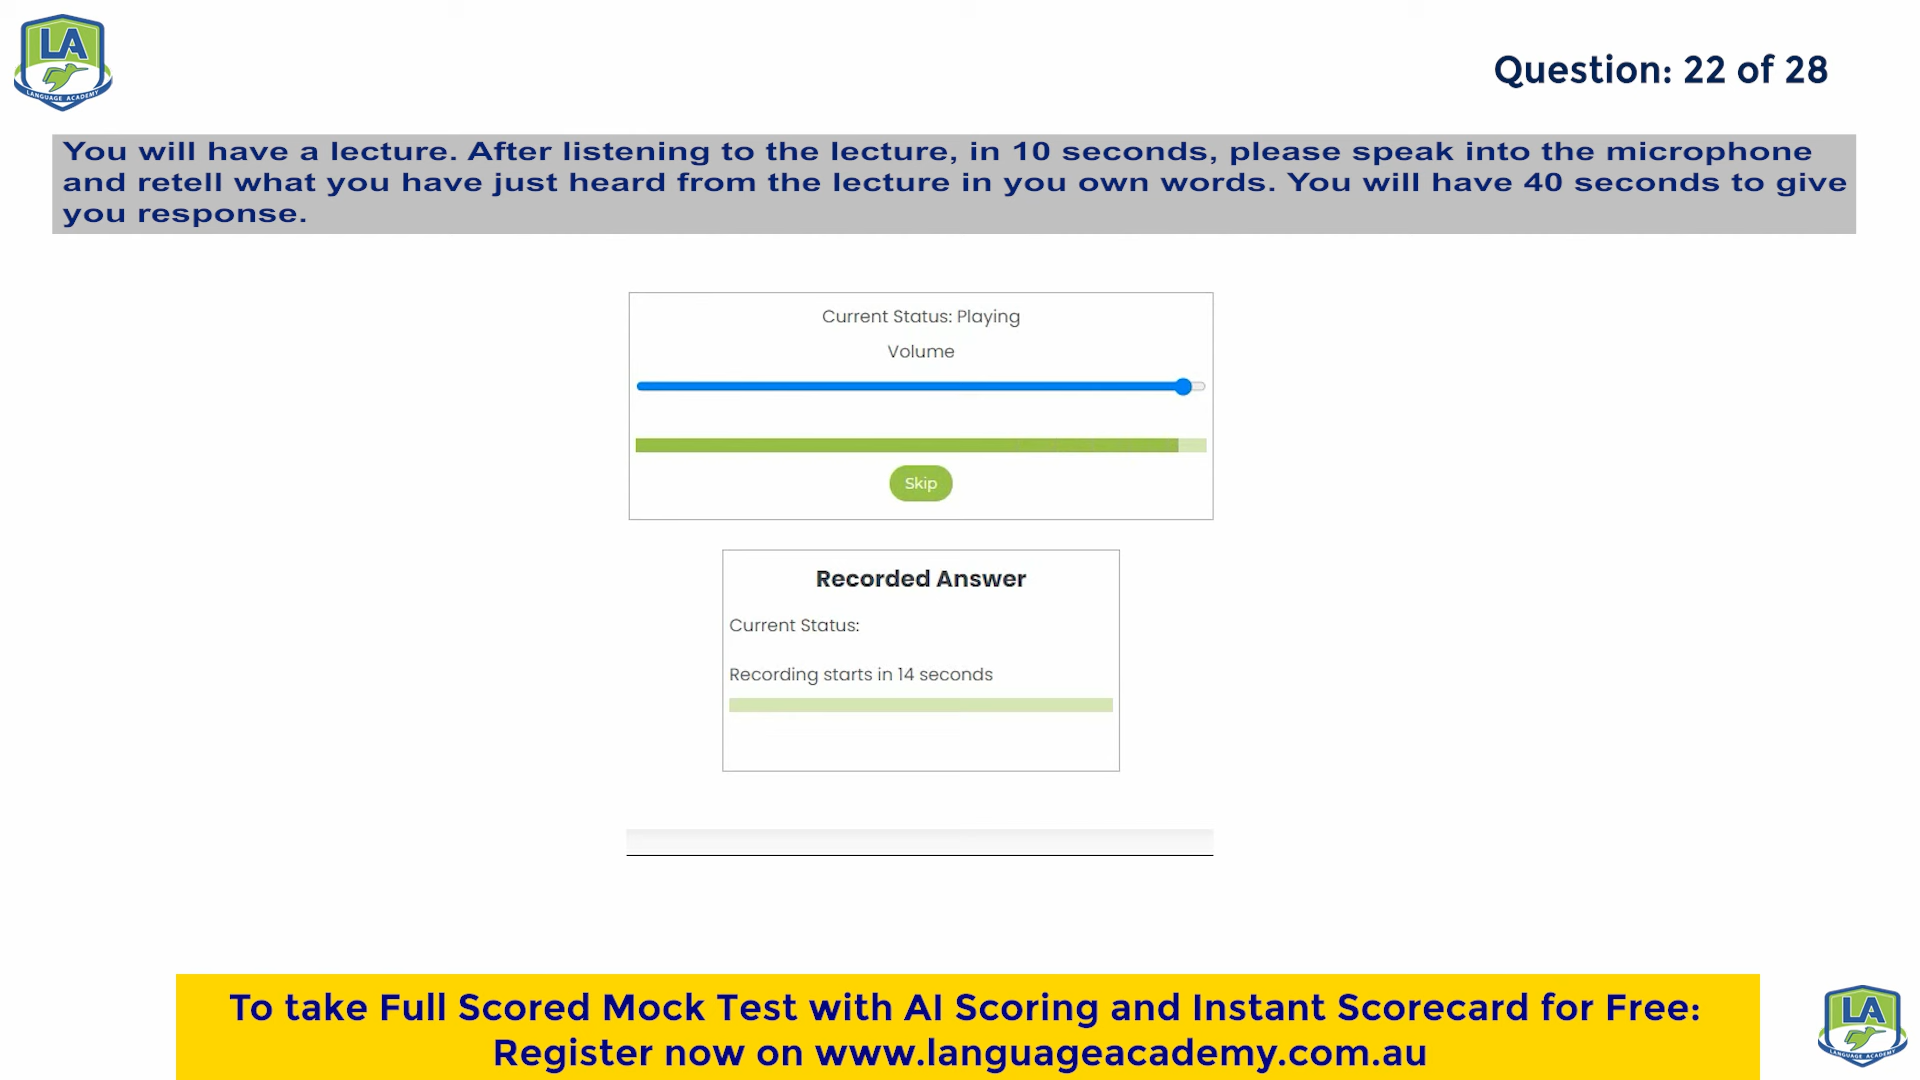 LA
LANGUAGE ACADEMY
Question: 22 of 28
You will have a lecture. After listening to the lecture, in 10 seconds, please speak into the microphone
and retell what you have just heard from the lecture in you own words. You will have 40 seconds to give
you response.
Current Status: Playing
Volume
Skip
Recorded Answer
Current Status:
Recording starts in 14 seconds
To take Full Scored Mock Test with AI Scoring and Instant Scorecard for Free:
Register now on www.languageacademy.com.au
LA
LANGUAGE ACADEMY